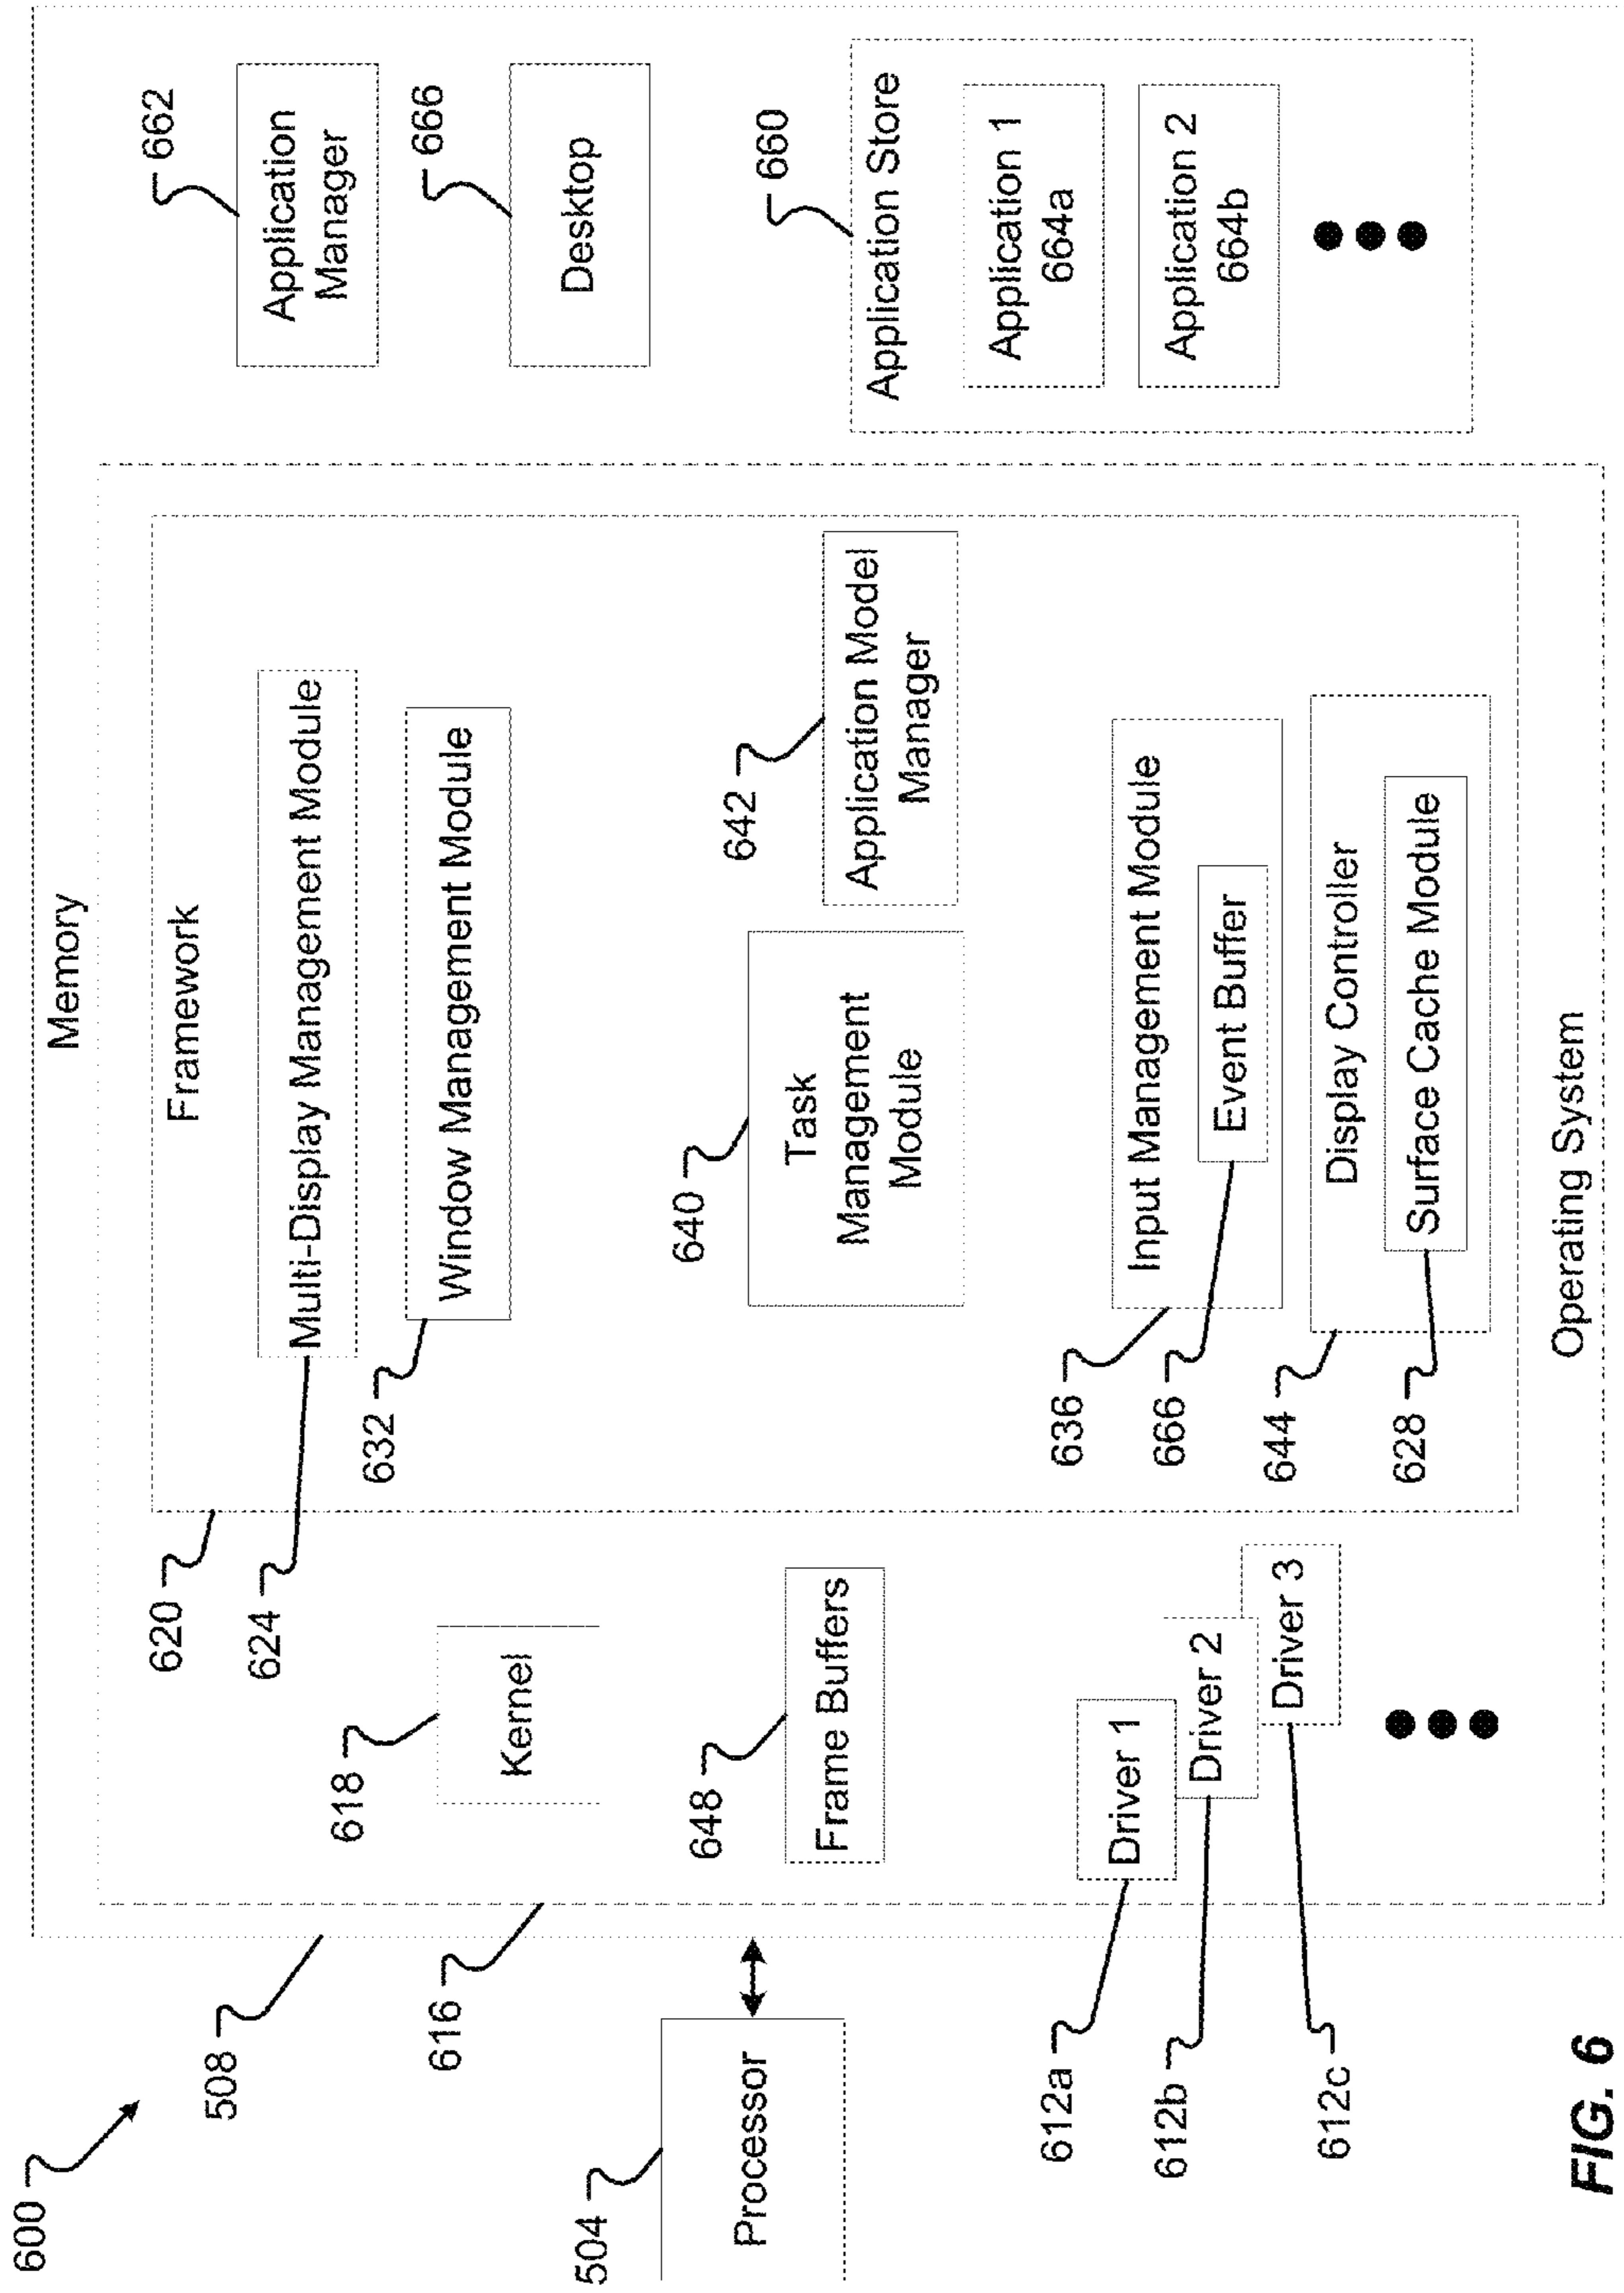 600
508
Memory
616
620
Framework
624
Multi-Display Management Module
632
Window Management Module
618
Kernel
648
Frame Buffers
640
Task
Management
Module
642
Application Model
Manager
636
Input Management Module
666
Event Buffer
644
Display Controller
628
Surface Cache Module
Operating System
504
Processor
612a
Driver 1
612b
Driver 2
612c
Driver 3
662
Application
Manager
666
Desktop
660
Application Store
Application 1
664a
Application 2
664b
FIG. 6